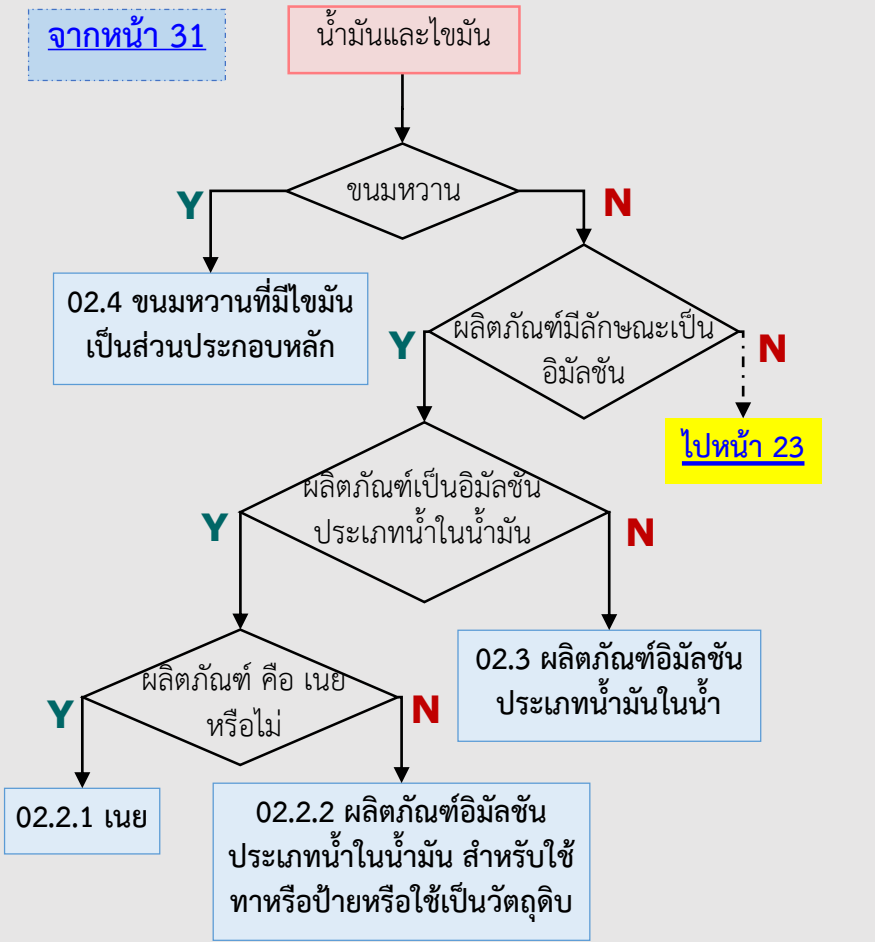 จากหน้า 31
น้ำมันและไขมัน
ขนมหวาน
Y
N
02.4 ขนมหวานที่มีไขมัน
เป็นส่วนประกอบหลัก
ผลิตภัณฑ์มีลักษณะเป็น
อิมัลชัน
Y
N
ไปหน้า 23
ผลิตภัณฑ์เป็นอิมัลชัน
ประเภทน้ำในน้ำมัน
Y
N
02.3 ผลิตภัณฑ์อิมัลชัน
ประเภทน้ำมันในน้ำ
ผลิตภัณฑ์ คือ เนย
หรือไม่
Y
N
02.2.1 เนย
02.2.2 ผลิตภัณฑ์อิมัลชัน
ประเภทน้ำในน้ำมัน สำหรับใช้
ทาหรือป้ายหรือใช้เป็นวัตถุดิบ